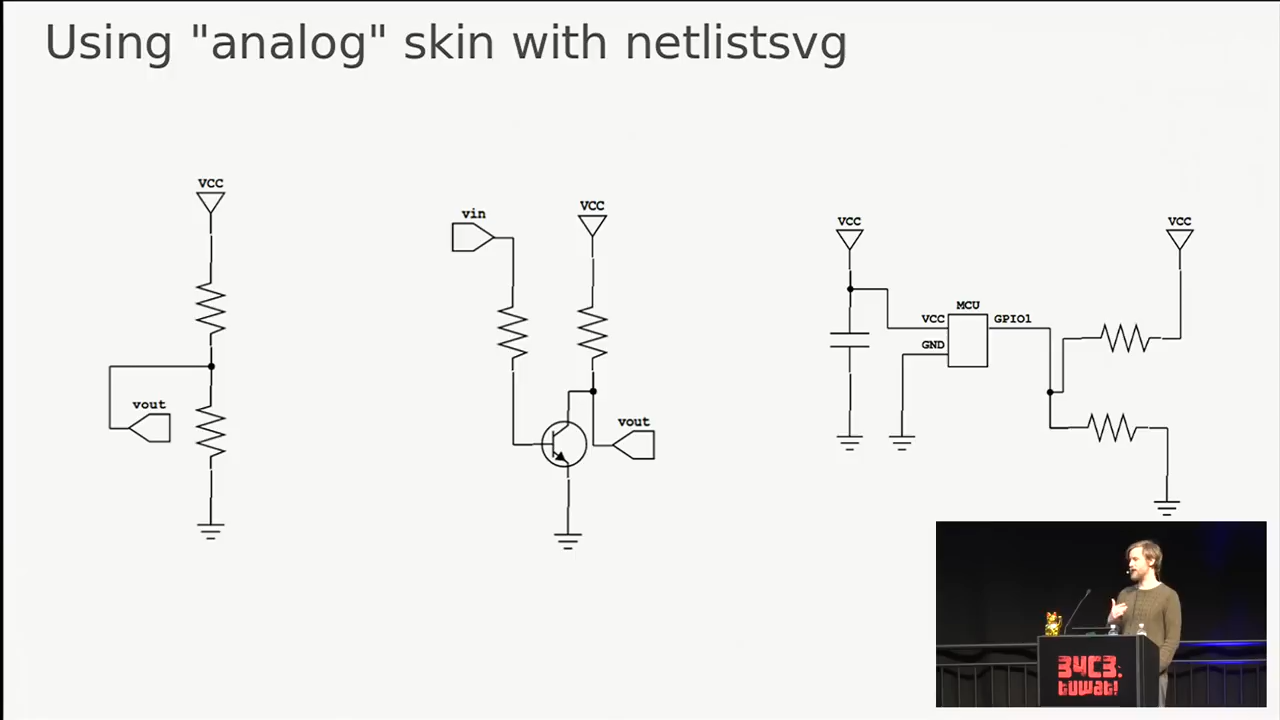 Using "analog" skin with netlistsvg
VCC
vout
vin
VCC
vout
VCC
MCU
VCC
GPIO1
GND
VCC
34C3:
tuwat!